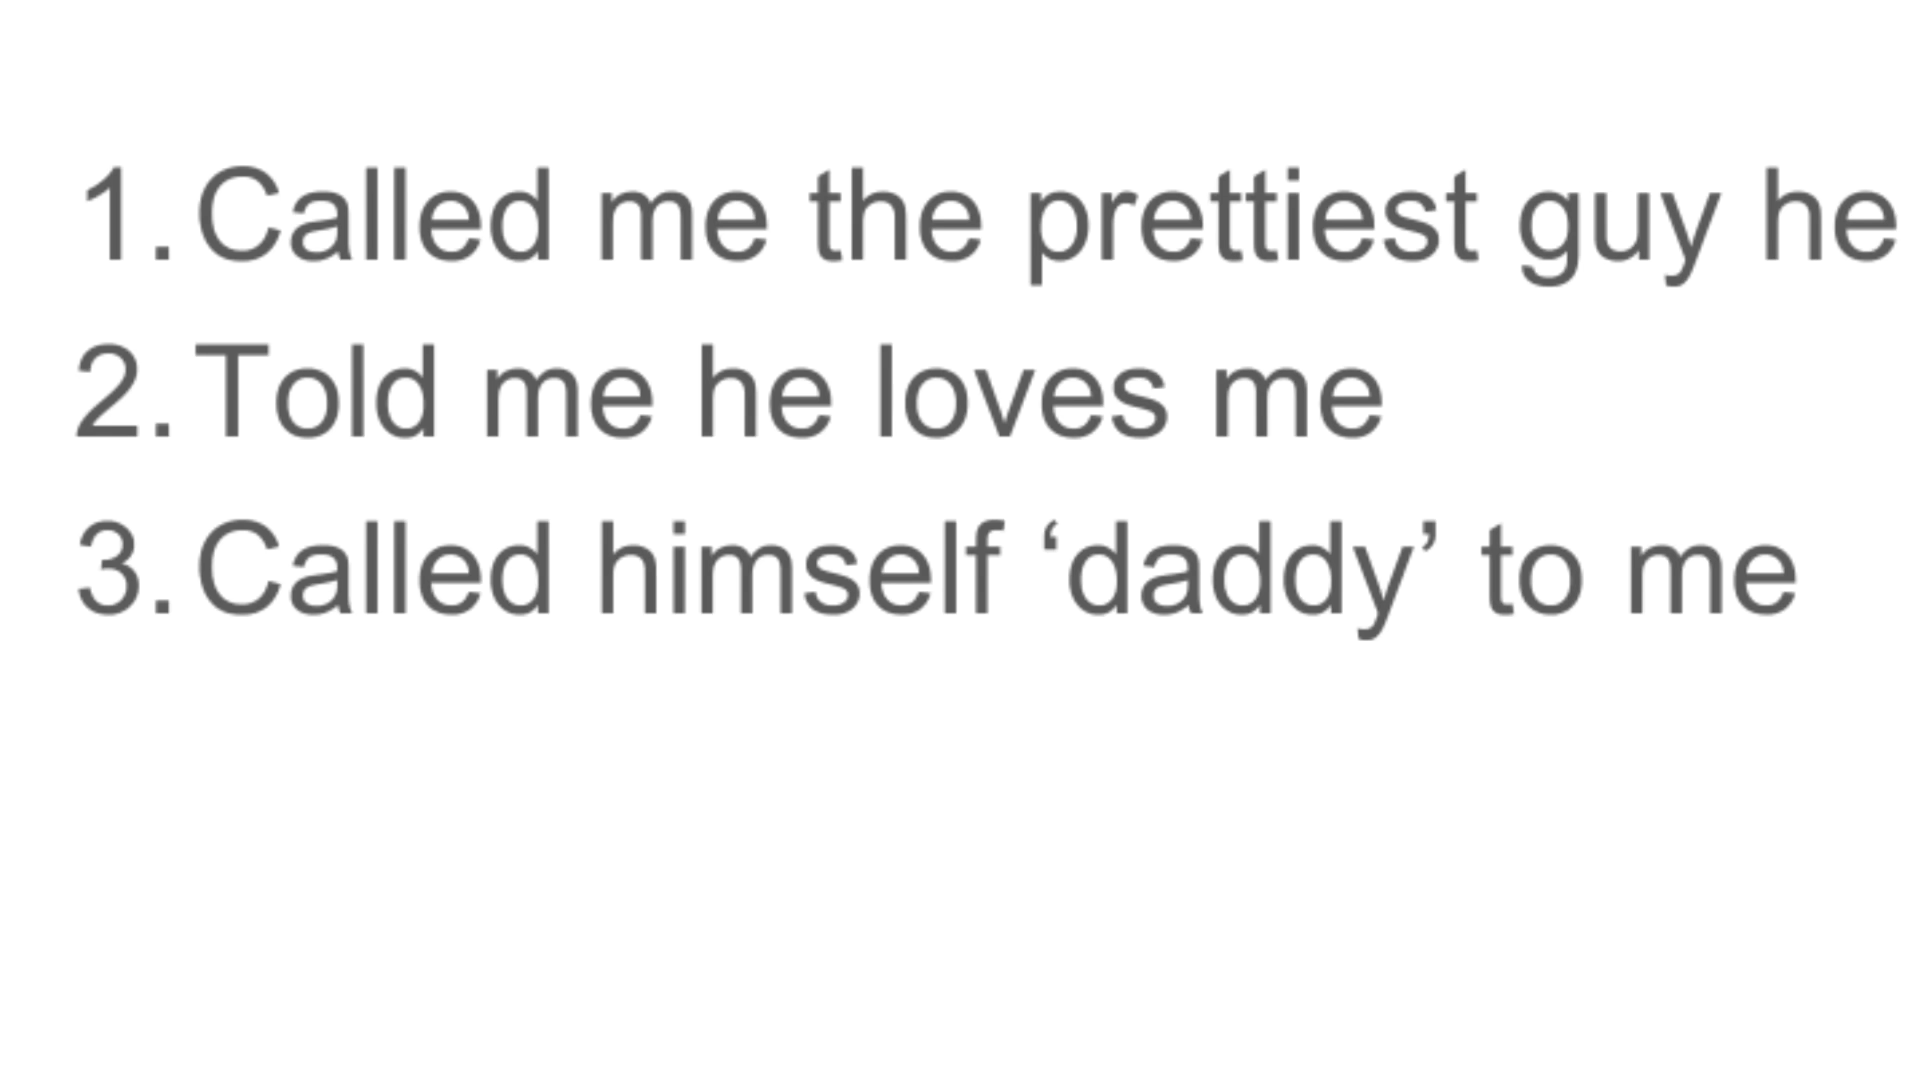 1. Called me the prettiest guy he
2. Told me he loves me
3. Called himself ‘daddy’ to me